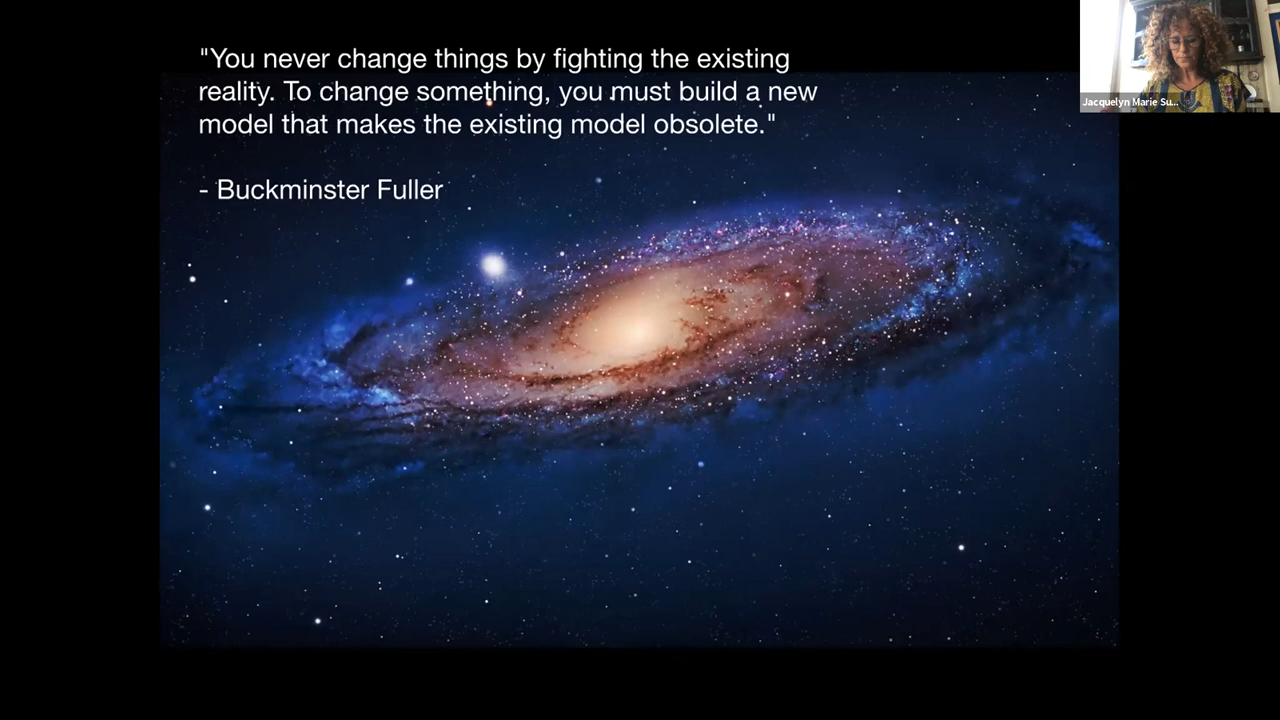 "You never change things by fighting the existing
reality. To change something, you must build a new
model that makes the existing model obsolete."
- Buckminster Fuller
Jacquelyn Marie Su...